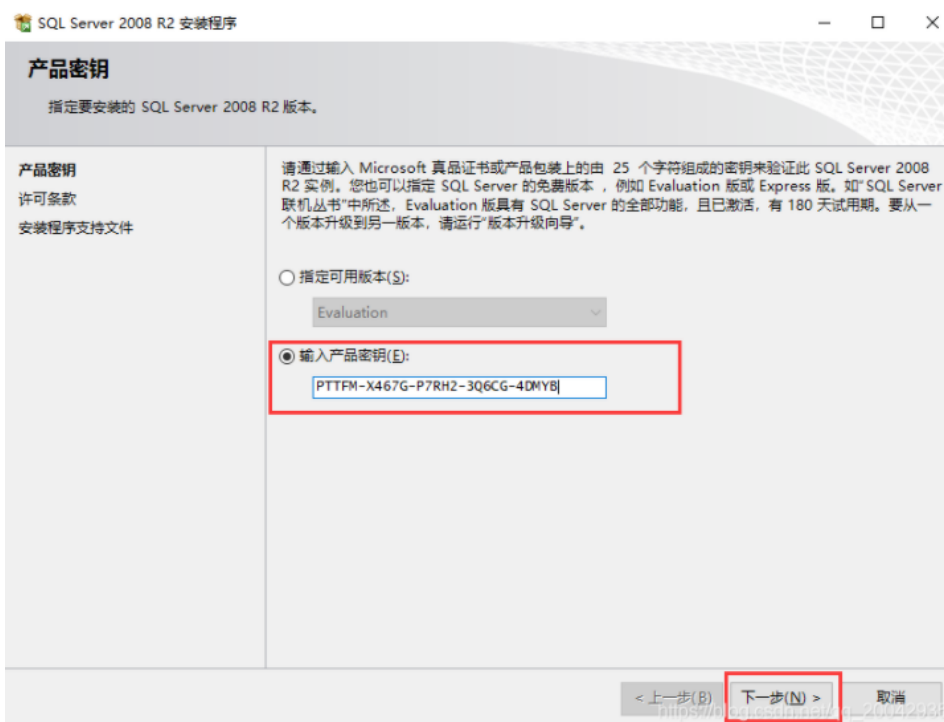 SQL Server 2008 R2 安装程序
产品密钥
指定要安装的 SQL Server 2008 R2 版本。
产品密钥
许可条款
安装程序支持文件
请通过输入 Microsoft 真品证书或产品包装上的由 25 个字符组成的密钥来验证此 SQL Server 2008
R2 实例。您也可以指定 SQL Server 的免费版本 ，例如 Evaluation 版或 Express 版。如“SQL Server
联机丛书”中所述，Evaluation 版具有 SQL Server 的全部功能，且已激活，有 180 天试用期。要从一
个版本升级到另一版本，请运行“版本升级向导”。
指定可用版本(S):
Evaluation
输入产品密钥(E):
PTTFM-X467G-P7RH2-3Q6CG-4DMYB
< 上一步(B)
下一步(N) >
取消